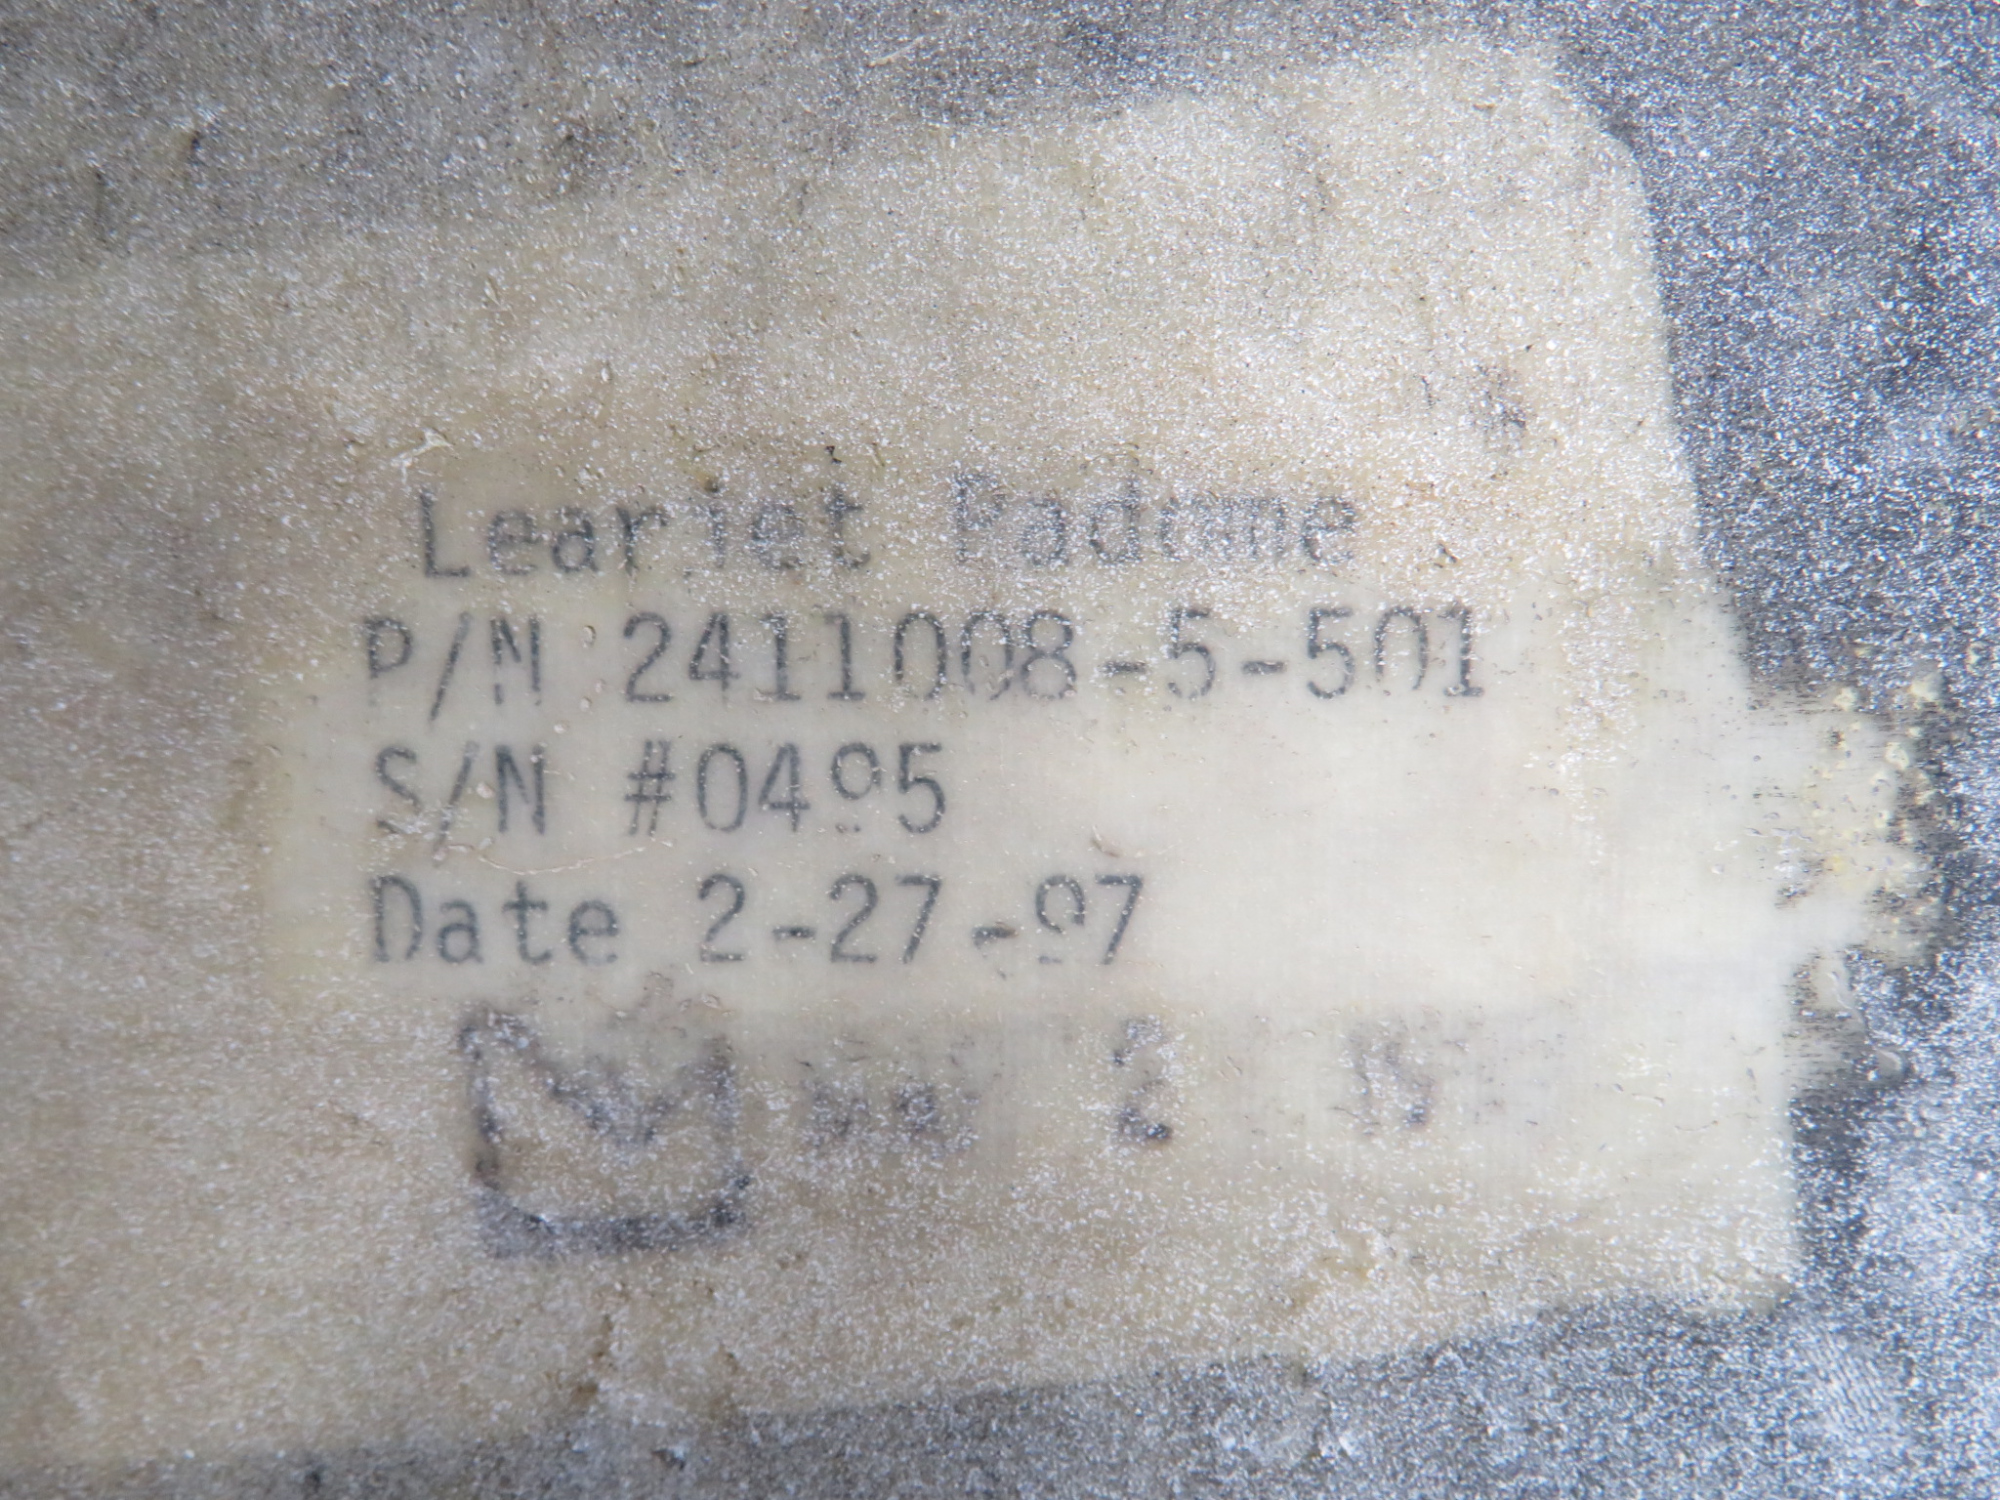 Learjet Radome
P/N 2411008-5-501
S/N #0495
Date 2-27-97